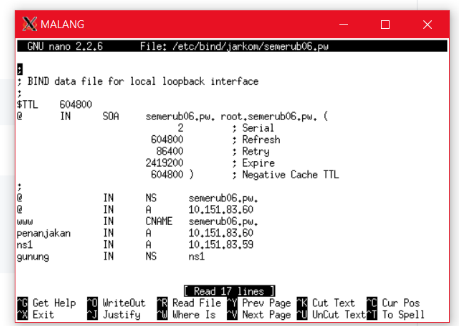 MALANG
GNU nano 2.2.6 File: /etc/bind/jarkom/semerub06.pw
;
; BIND data file for local loopback interface
;
$TTL 604800
@ IN SOA semerub06.pw. root.semerub06.pw. (
2 ; Serial
604800 ; Refresh
86400 ; Retry
2419200 ; Expire
604800 ) ; Negative Cache TTL
;
@ IN NS semerub06.pw.
@ IN A 10.151.83.60
www IN CNAME semerub06.pw.
penanjakan IN A 10.151.83.60
ns1 IN A 10.151.83.59
gunung IN NS ns1
[ Read 17 lines ]
^G Get Help ^O WriteOut ^R Read File ^Y Prev Page ^K Cut Text ^C Cur Pos
^X Exit ^J Justify ^W Where Is ^V Next Page ^U UnCut Text ^T To Spell